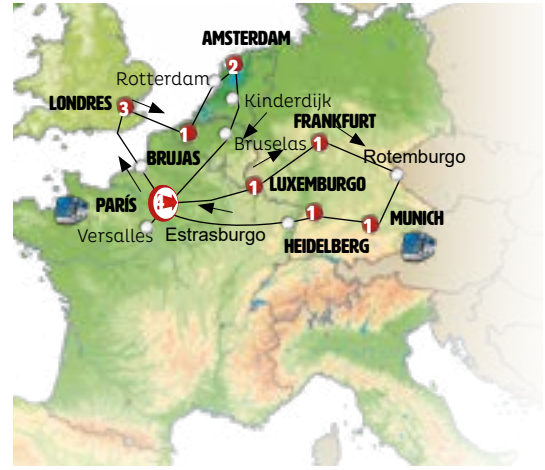 AMSTERDAM
2
Rotterdam
LONDRES
3
Kinderdijk
FRANKFURT
1
1
BRUJAS
Bruselas
1
Rotemburgo
LUXEMBURGO
1
PARÍS
MUNICH
1
1
Versalles
Estrasburgo
HEIDELBERG